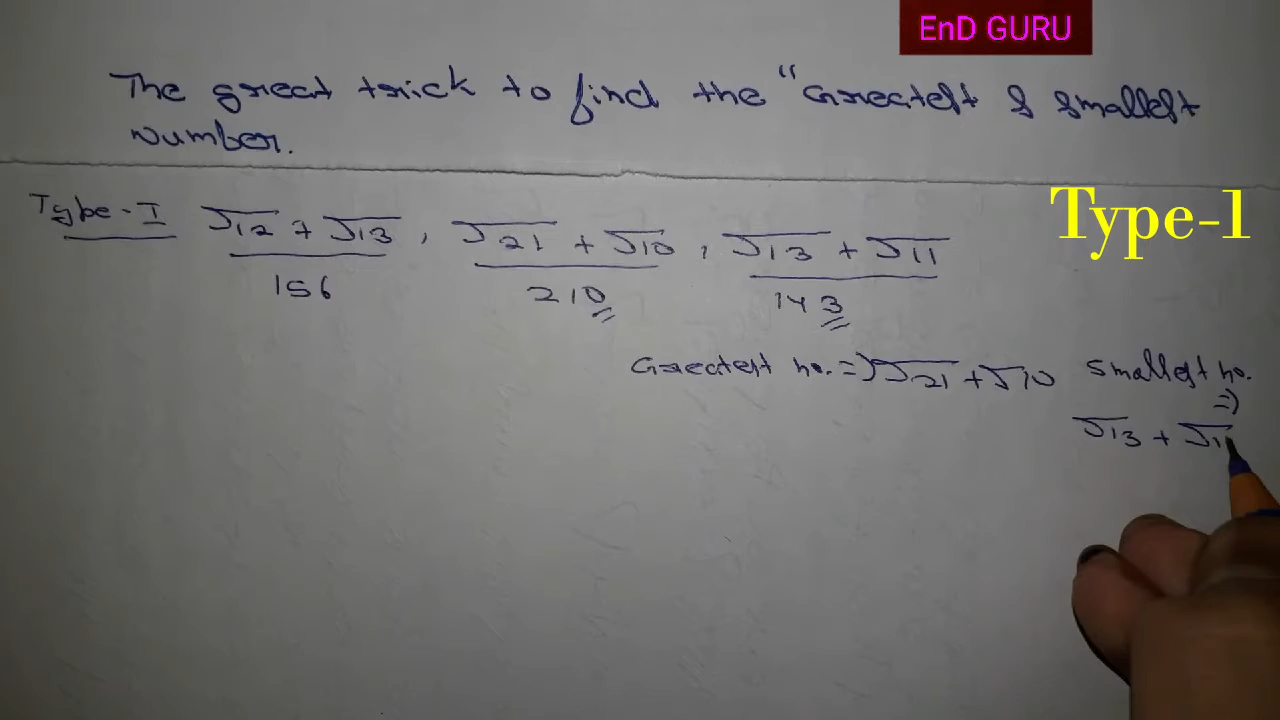 EnD GURU
The great trick to find the "Greatest & smallest
number.
Type-1
Type-I √12 + √13 , √21 + √10 , √13 + √11
156 210 143
Greatest no. => √21 + √10 smallest no.
=>
√13 + √1